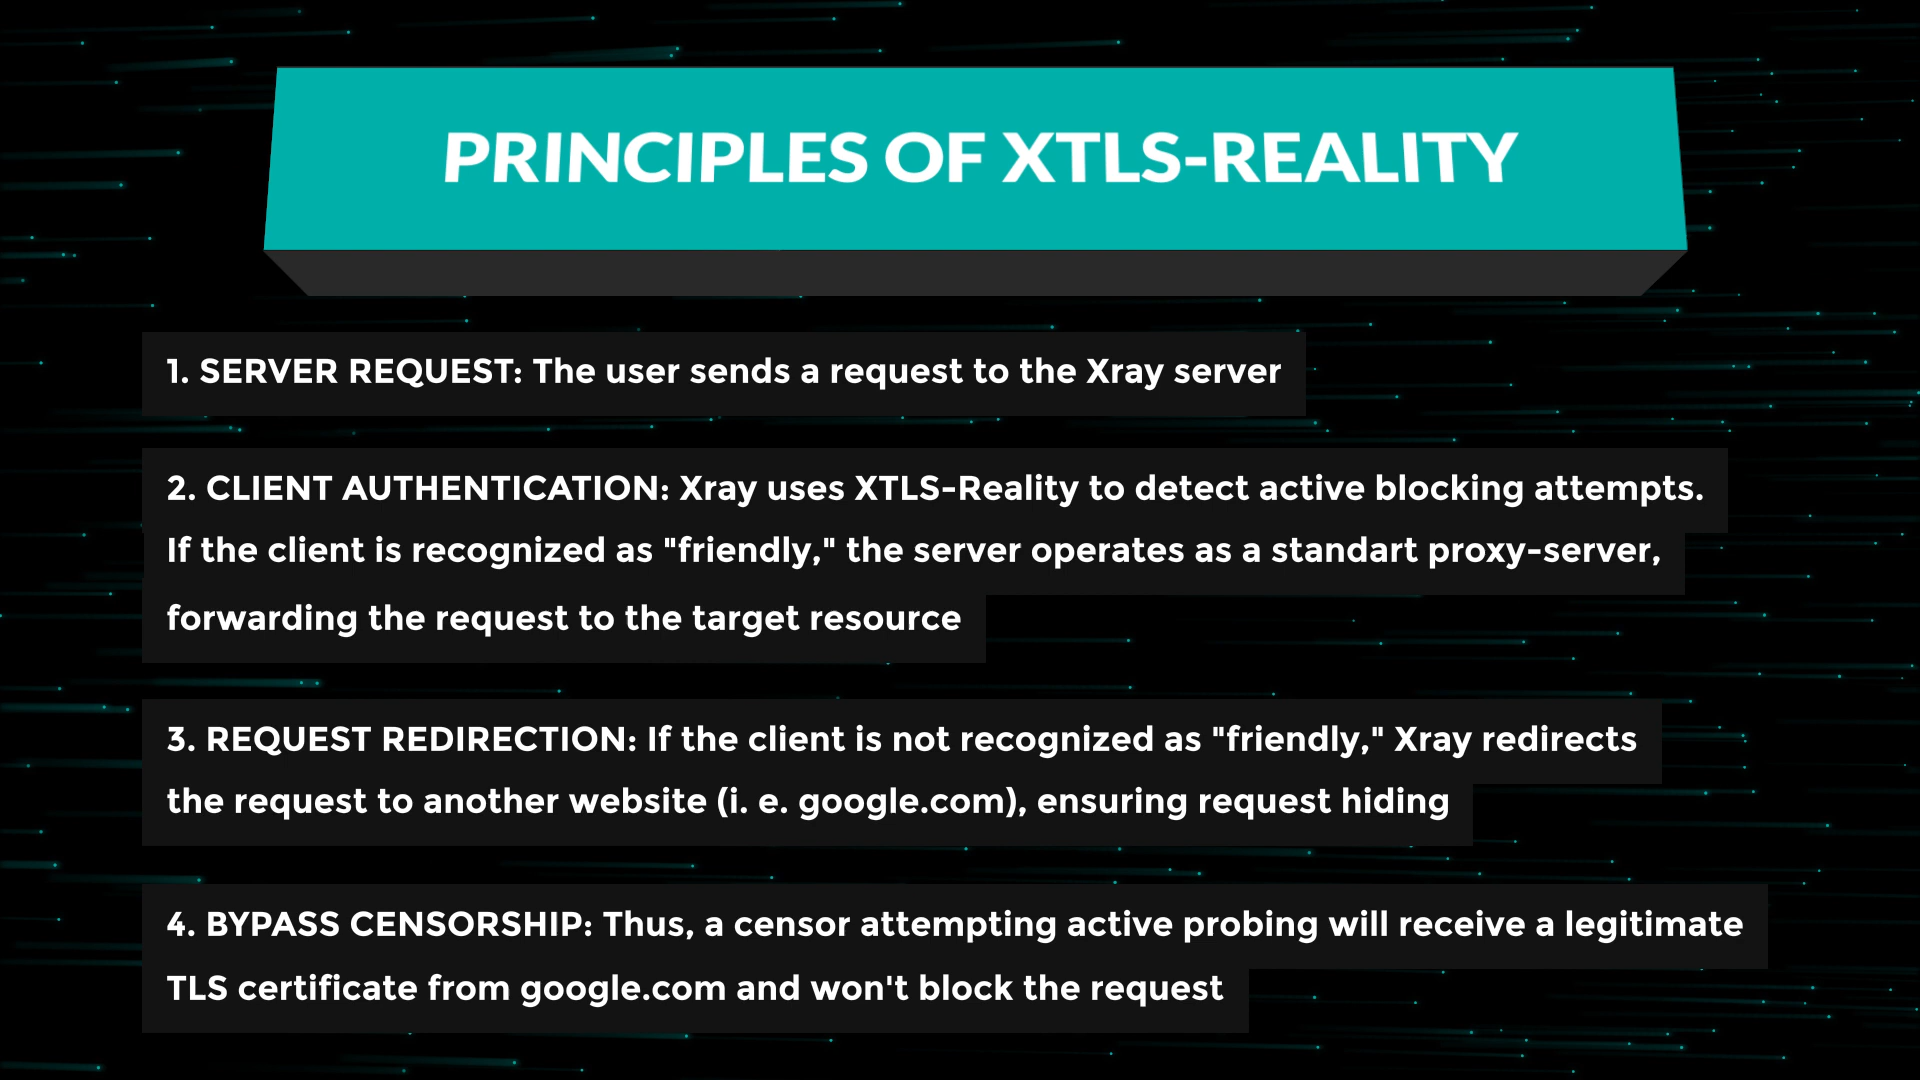 PRINCIPLES OF XTLS-REALITY
1. SERVER REQUEST: The user sends a request to the Xray server
2. CLIENT AUTHENTICATION: Xray uses XTLS-Reality to detect active blocking attempts.
If the client is recognized as "friendly," the server operates as a standart proxy-server,
forwarding the request to the target resource
3. REQUEST REDIRECTION: If the client is not recognized as "friendly," Xray redirects
the request to another website (i. e. google.com), ensuring request hiding
4. BYPASS CENSORSHIP: Thus, a censor attempting active probing will receive a legitimate
TLS certificate from google.com and won't block the request